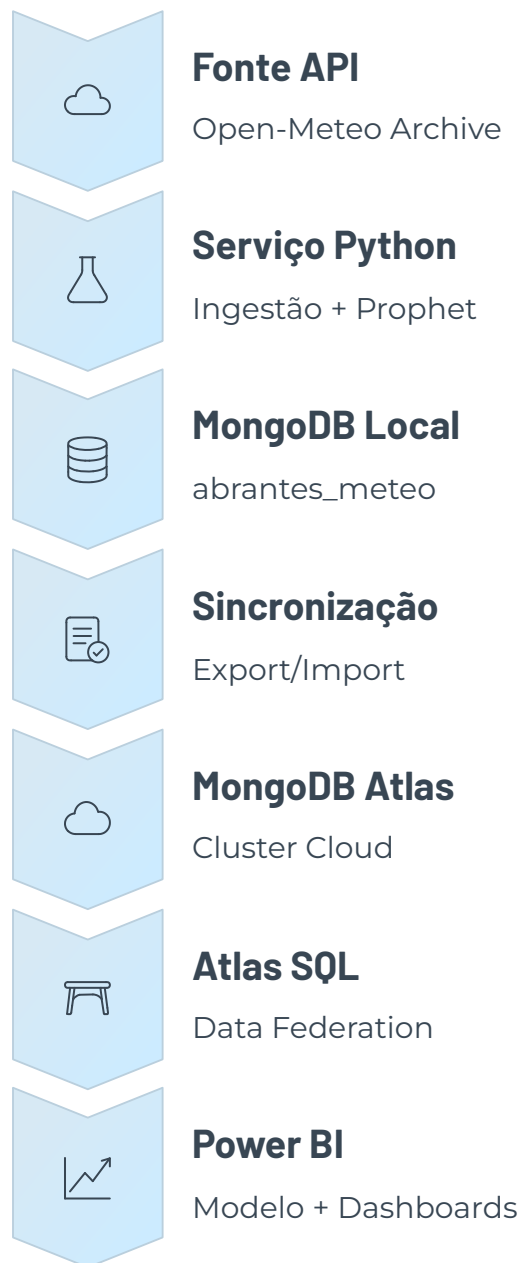 Fonte API
Open-Meteo Archive
Serviço Python
Ingestão + Prophet
MongoDB Local
abrantes_meteo
Sincronização
Export/Import
MongoDB Atlas
Cluster Cloud
Atlas SQL
Data Federation
Power BI
Modelo + Dashboards